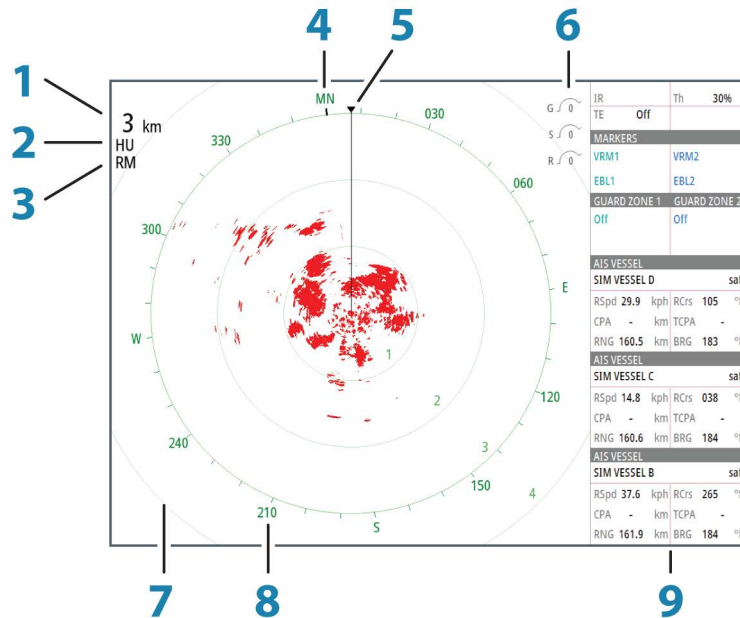 4 5 6
1
2
3
7 8 9
3 km
HU
RM
MN
030
060
E
120
150
S
210
240
W
300
330
1
2
3
4
G 0
S 0
R 0
IR Th 30%
TE Off
MARKERS
VRM1 VRM2
EBL1 EBL2
GUARD ZONE 1 GUARD ZONE 2
Off Off
AIS VESSEL
SIM VESSEL D
RSpd 29.9 kph RCrs 105 °
CPA - km TCPA -
RNG 160.5 km BRG 183 °
AIS VESSEL
SIM VESSEL C
RSpd 14.8 kph RCrs 038 °
CPA - km TCPA -
RNG 160.6 km BRG 184 °
AIS VESSEL
SIM VESSEL B
RSpd 37.6 kph RCrs 265 °
CPA - km TCPA -
RNG 161.9 km BRG 184 °